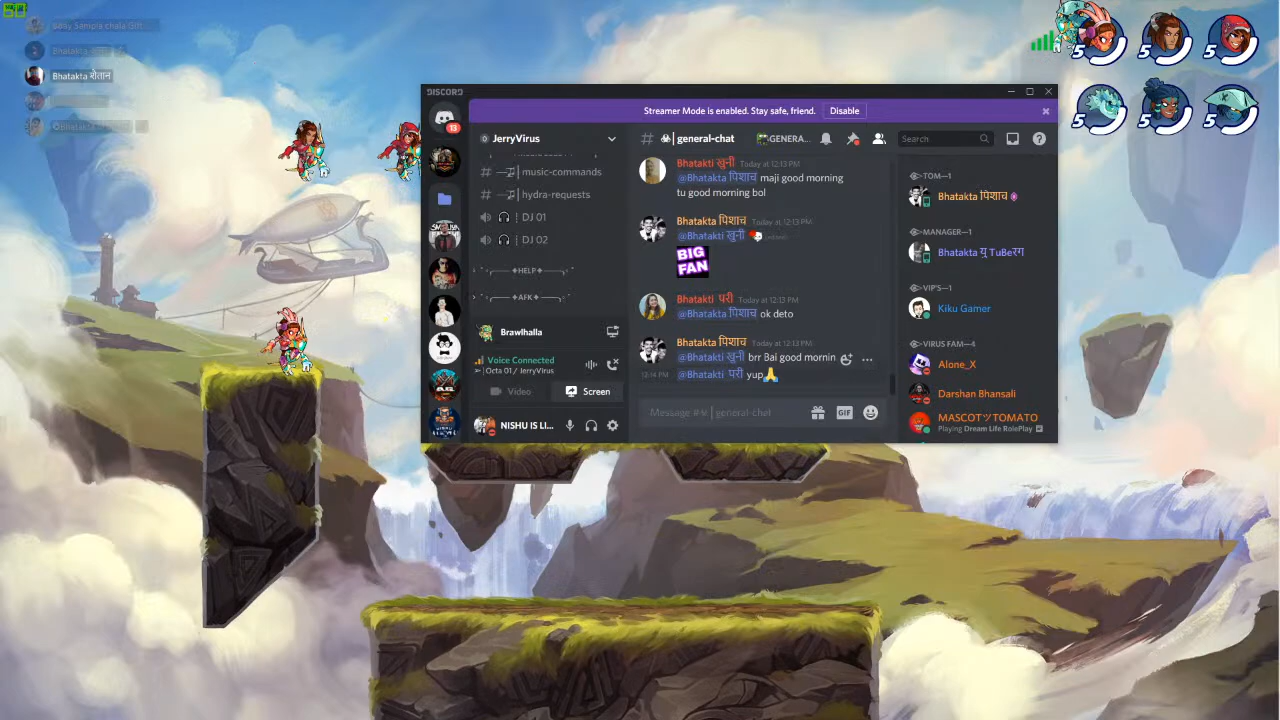 Bhatakta शैतान
DISCORD
Streamer Mode is enabled. Stay safe, friend.
Disable
13
JerryVirus
music-commands
hydra-requests
DJ 01
DJ 02
HELP
AFK
Brawlhalla
Voice Connected
Octa 01 / JerryVirus
Video
Screen
NISHU IS LI...
general-chat
GENERA...
Search
Bhatakti खुनी Today at 12:13 PM
@Bhatakta पिशाच maji good morning
tu good morning bol
Bhatakta पिशाच Today at 12:13 PM
@Bhatakti खुनी
BIG
FAN
Bhatakti परी Today at 12:13 PM
@Bhatakta पिशाच ok deto
Bhatakta पिशाच Today at 12:13 PM
@Bhatakti खुनी brr Bai good mornin
12:14 PM @Bhatakti परी yup🙏
general-chat
GIF
TOM—1
Bhatakta पिशाच
MANAGER—1
Bhatakta यु TuBeरग
VIP'S—1
Kiku Gamer
VIRUS FAM—4
Alone_X
Darshan Bhansali
MASCOTツTOMATO
Playing Dream Life RolePlay
5
5
5
5
5
5